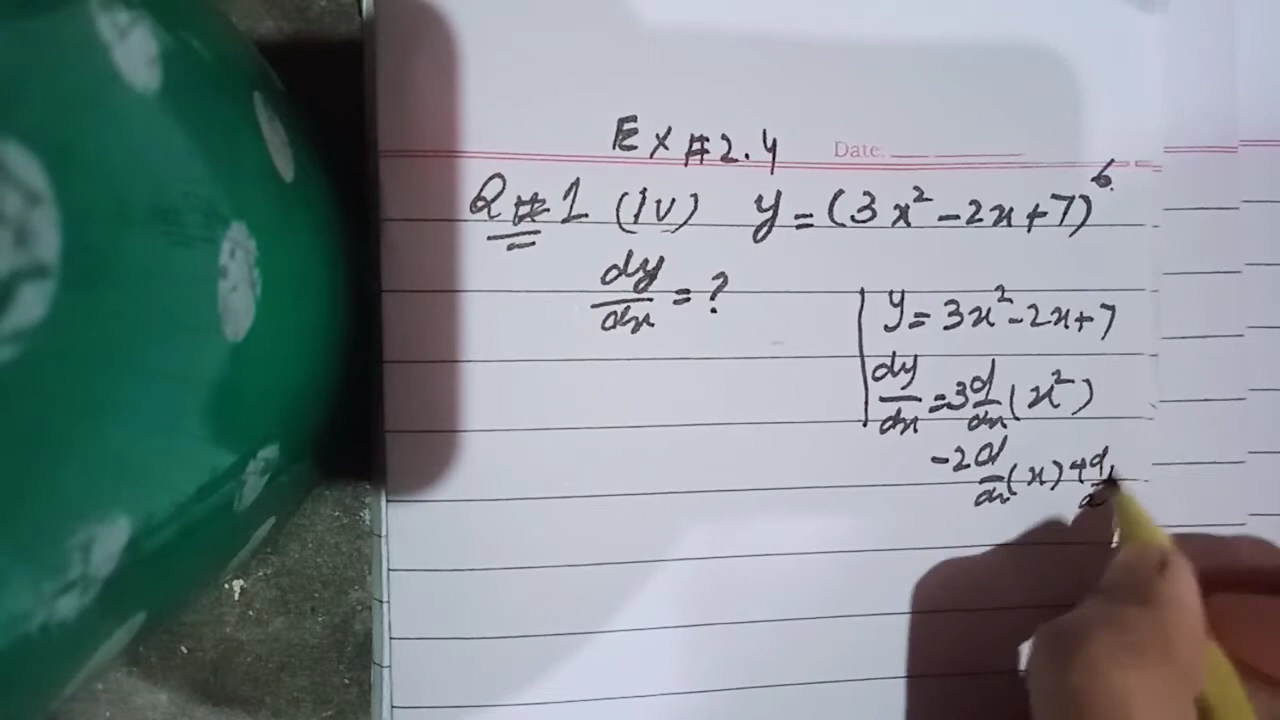 Ex #2.4
Date:
Q#1 (iv) y = (3x² -2x+7)⁶
dy/dx = ?
y = 3x²-2x+7
dy/dx = 3 d/dx (x²)
-2 d/dx (x) + d/d